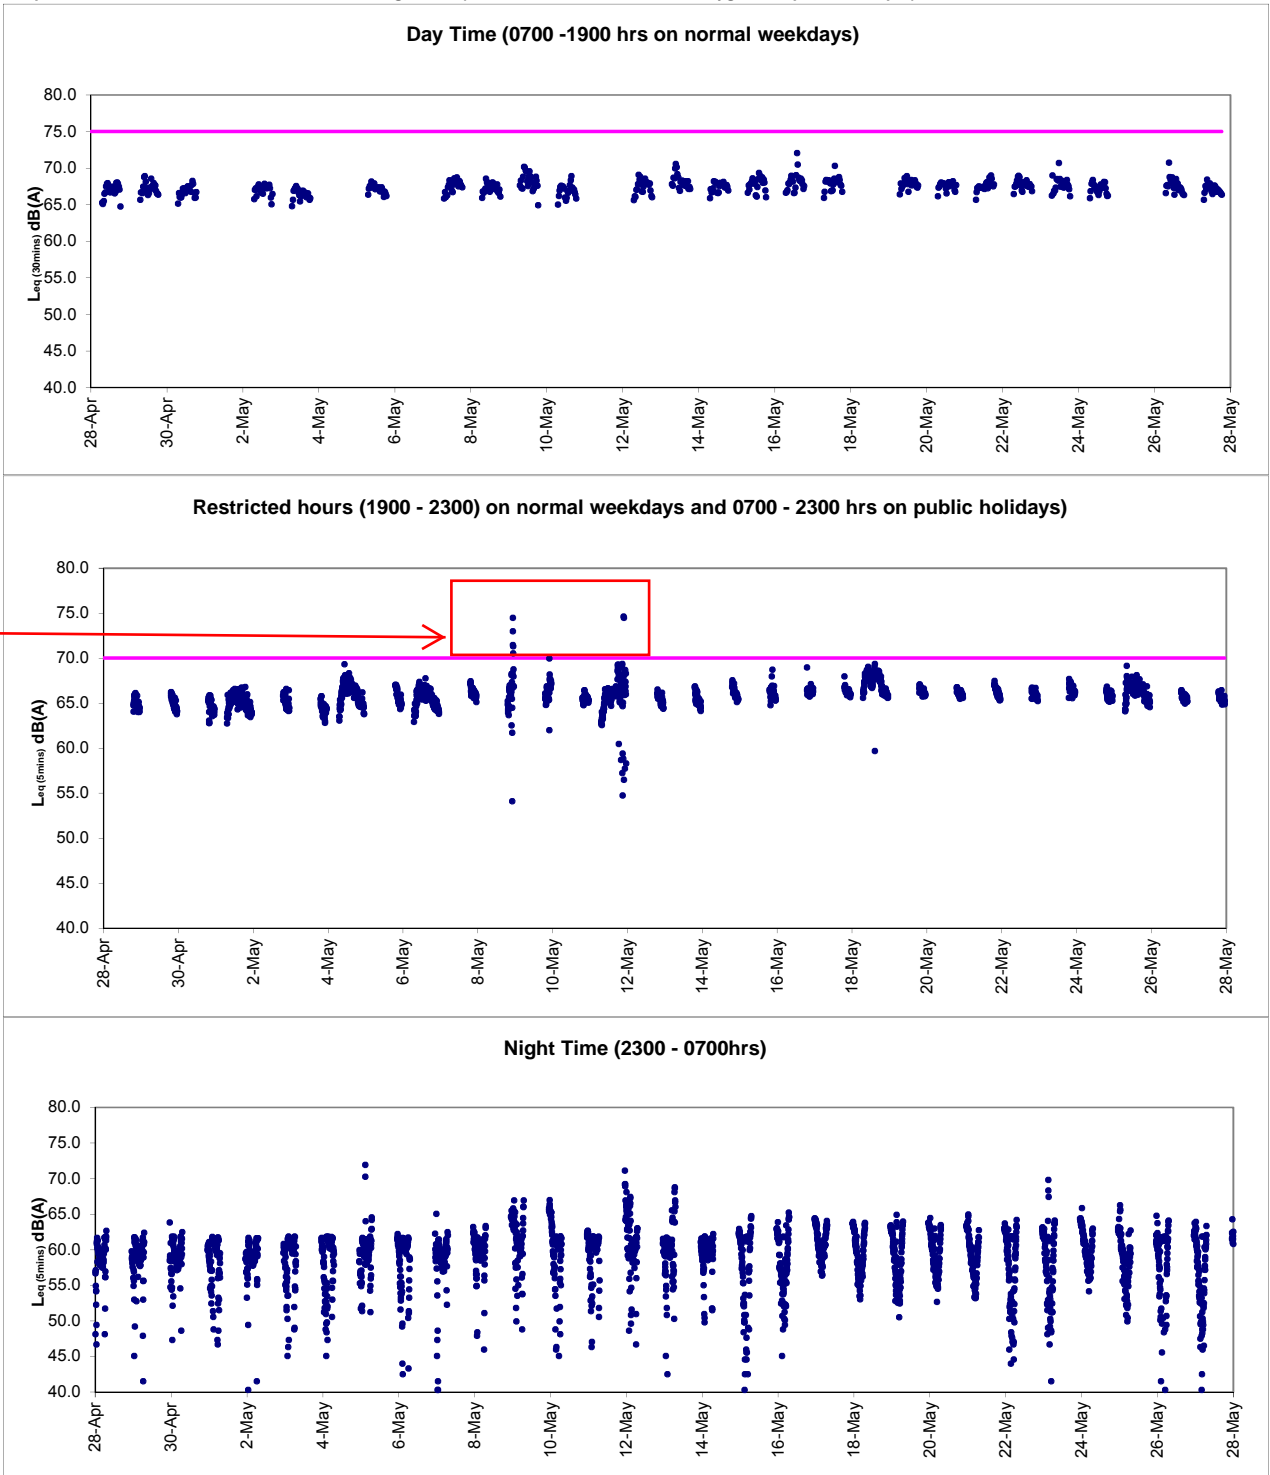 Day Time (0700 -1900 hrs on normal weekdays)
80.0
75.0
70.0
65.0
60.0
55.0
50.0
45.0
40.0
Leq (30mins) dB(A)
28-Apr
30-Apr
2-May
4-May
6-May
8-May
10-May
12-May
14-May
16-May
18-May
20-May
22-May
24-May
26-May
28-May
Restricted hours (1900 - 2300) on normal weekdays and 0700 - 2300 hrs on public holidays)
80.0
75.0
70.0
65.0
60.0
55.0
50.0
45.0
40.0
Leq (5mins) dB(A)
28-Apr
30-Apr
2-May
4-May
6-May
8-May
10-May
12-May
14-May
16-May
18-May
20-May
22-May
24-May
26-May
28-May
Night Time (2300 - 0700hrs)
80.0
75.0
70.0
65.0
60.0
55.0
50.0
45.0
40.0
Leq (5mins) dB(A)
28-Apr
30-Apr
2-May
4-May
6-May
8-May
10-May
12-May
14-May
16-May
18-May
20-May
22-May
24-May
26-May
28-May